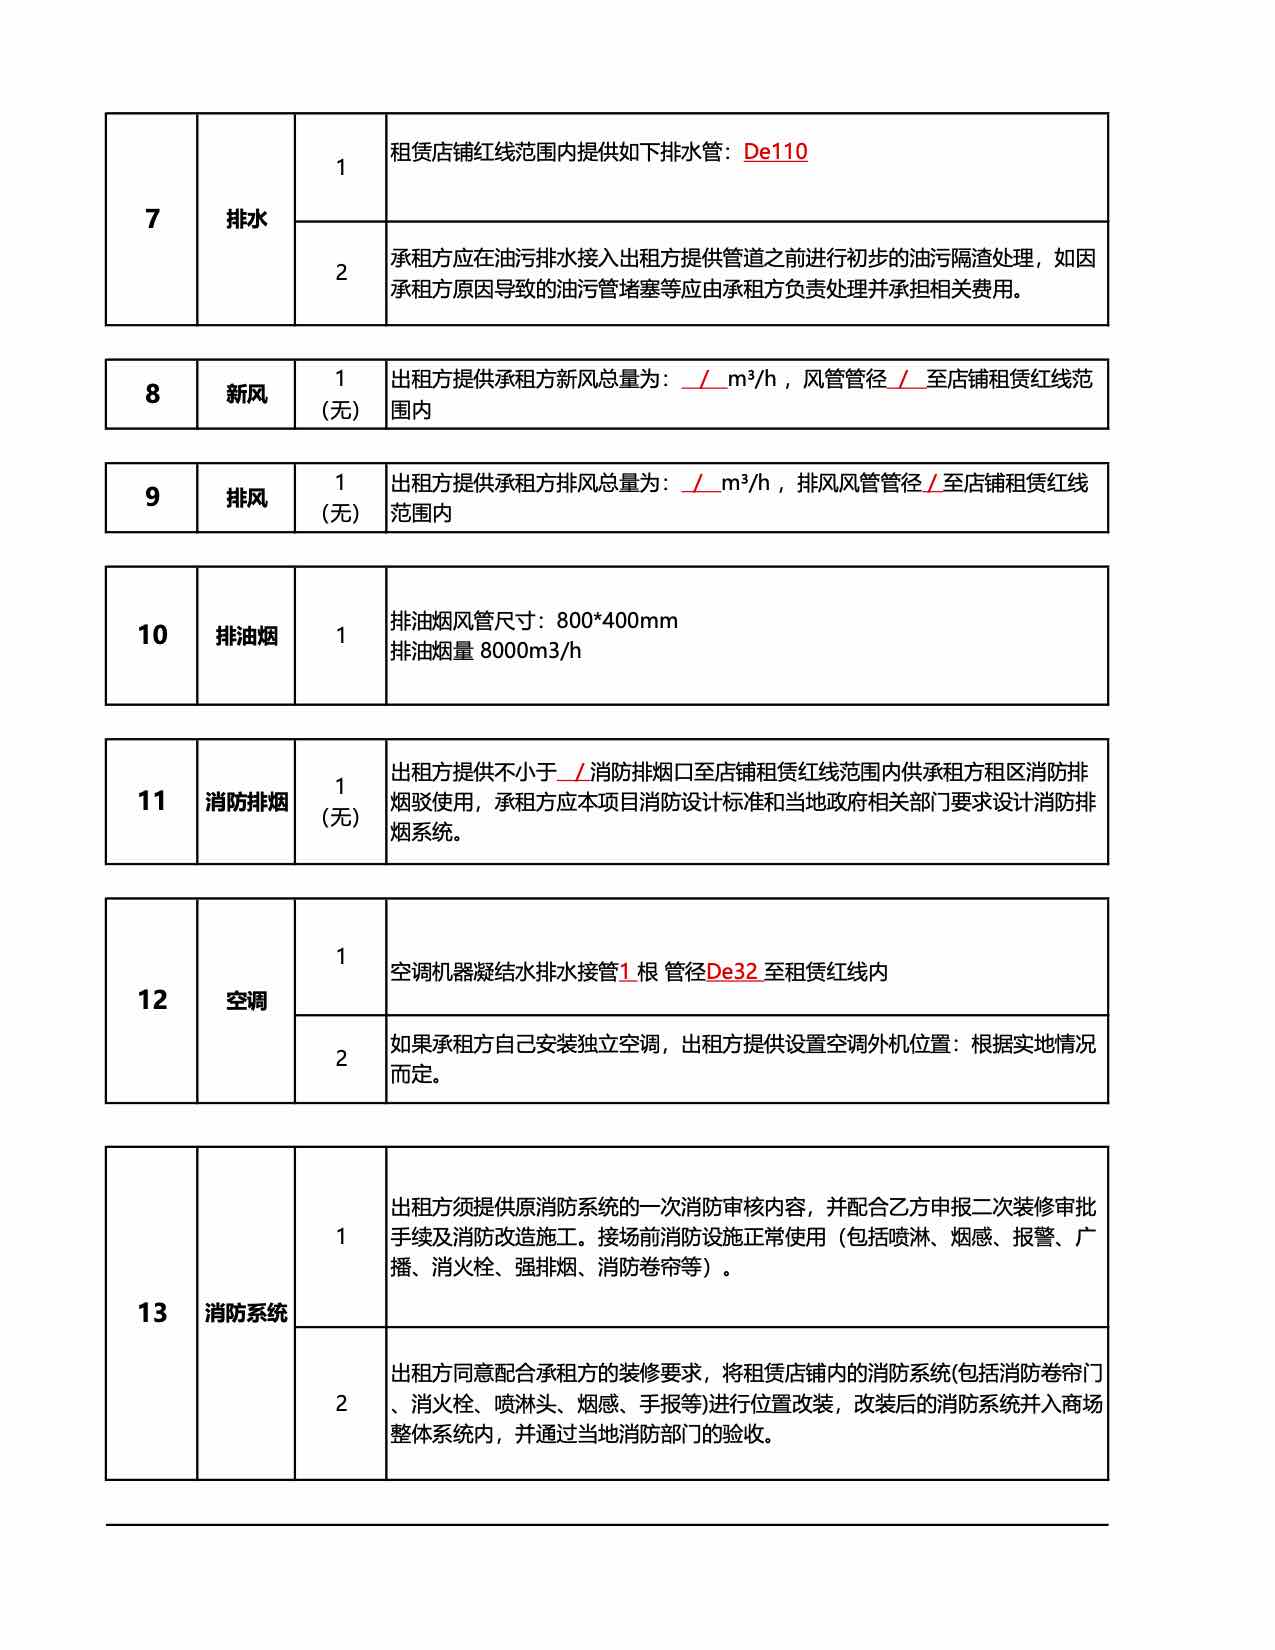 7
排水
1
租赁店铺红线范围内提供如下排水管：De110
2
承租方应在油污排水接入出租方提供管道之前进行初步的油污隔渣处理，如因
承租方原因导致的油污管堵塞等应由承租方负责处理并承担相关费用。
8
新风
1
（无）
出租方提供承租方新风总量为： / m³/h ，风管管径 / 至店铺租赁红线范
围内
9
排风
1
（无）
出租方提供承租方排风总量为： / m³/h ，排风风管管径 / 至店铺租赁红线
范围内
10
排油烟
1
排油烟风管尺寸：800*400mm
排油烟量 8000m3/h
11
消防排烟
1
（无）
出租方提供不小于 / 消防排烟口至店铺租赁红线范围内供承租方租区消防排
烟驳使用，承租方应本项目消防设计标准和当地政府相关部门要求设计消防排
烟系统。
12
空调
1
空调机器凝结水排水接管1 根 管径De32 至租赁红线内
2
如果承租方自己安装独立空调，出租方提供设置空调外机位置：根据实地情况
而定。
13
消防系统
1
出租方须提供原消防系统的一次消防审核内容，并配合乙方申报二次装修审批
手续及消防改造施工。接场前消防设施正常使用（包括喷淋、烟感、报警、广
播、消火栓、强排烟、消防卷帘等）。
2
出租方同意配合承租方的装修要求，将租赁店铺内的消防系统(包括消防卷帘门
、消火栓、喷淋头、烟感、手报等)进行位置改装，改装后的消防系统并入商场
整体系统内，并通过当地消防部门的验收。